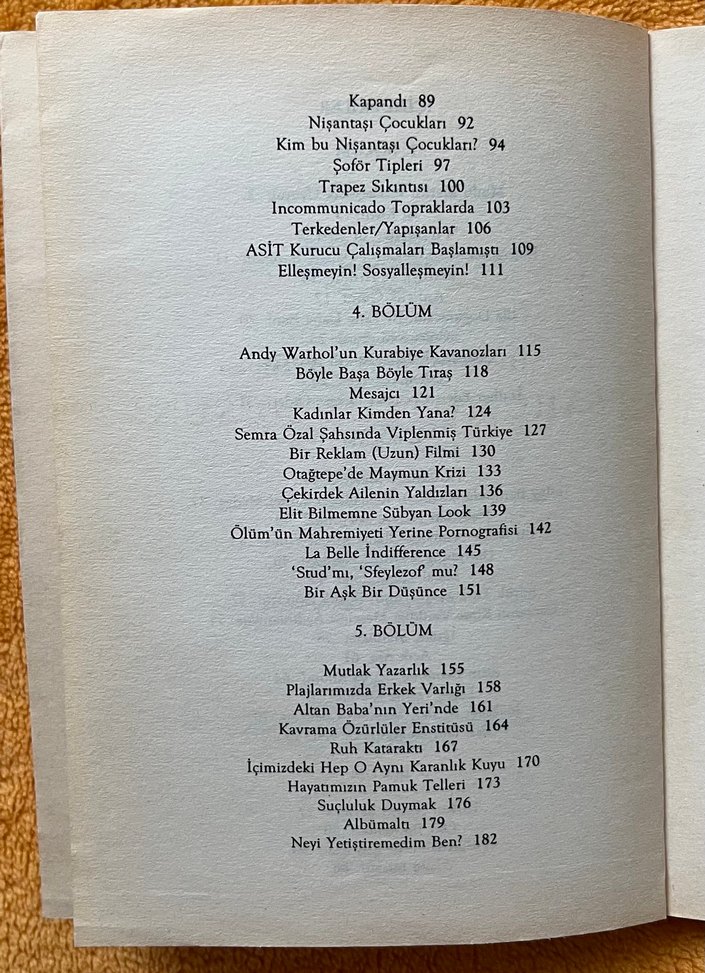 Kapandı 89
Nişantaşı Çocukları 92
Kim bu Nişantaşı Çocukları? 94
Şoför Tipleri 97
Trapez Sıkıntısı 100
Incommunicado Topraklarda 103
Terkedenler/Yapışanlar 106
ASİT Kurucu Çalışmaları Başlamıştı 109
Elleşmeyin! Sosyalleşmeyin! 111
4. BÖLÜM
Andy Warhol'un Kurabiye Kavanozları 115
Böyle Başa Böyle Tıraş 118
Mesajcı 121
Kadınlar Kimden Yana? 124
Semra Özal Şahsında Viplenmiş Türkiye 127
Bir Reklam (Uzun) Filmi 130
Otağtepe'de Maymun Krizi 133
Çekirdek Ailenin Yaldızları 136
Elit Bilmemne Sübyan Look 139
Ölüm'ün Mahremiyeti Yerine Pornografisi 142
La Belle İndifference 145
'Stud'mı, 'Sfeylezof' mu? 148
Bir Aşk Bir Düşünce 151
5. BÖLÜM
Mutlak Yazarlık 155
Plajlarımızda Erkek Varlığı 158
Altan Baba'nın Yeri'nde 161
Kavrama Özürlüler Enstitüsü 164
Ruh Kataraktı 167
İçimizdeki Hep O Aynı Karanlık Kuyu 170
Hayatımızın Pamuk Telleri 173
Suçluluk Duymak 176
Albümaltı 179
Neyi Yetiştiremedim Ben? 182